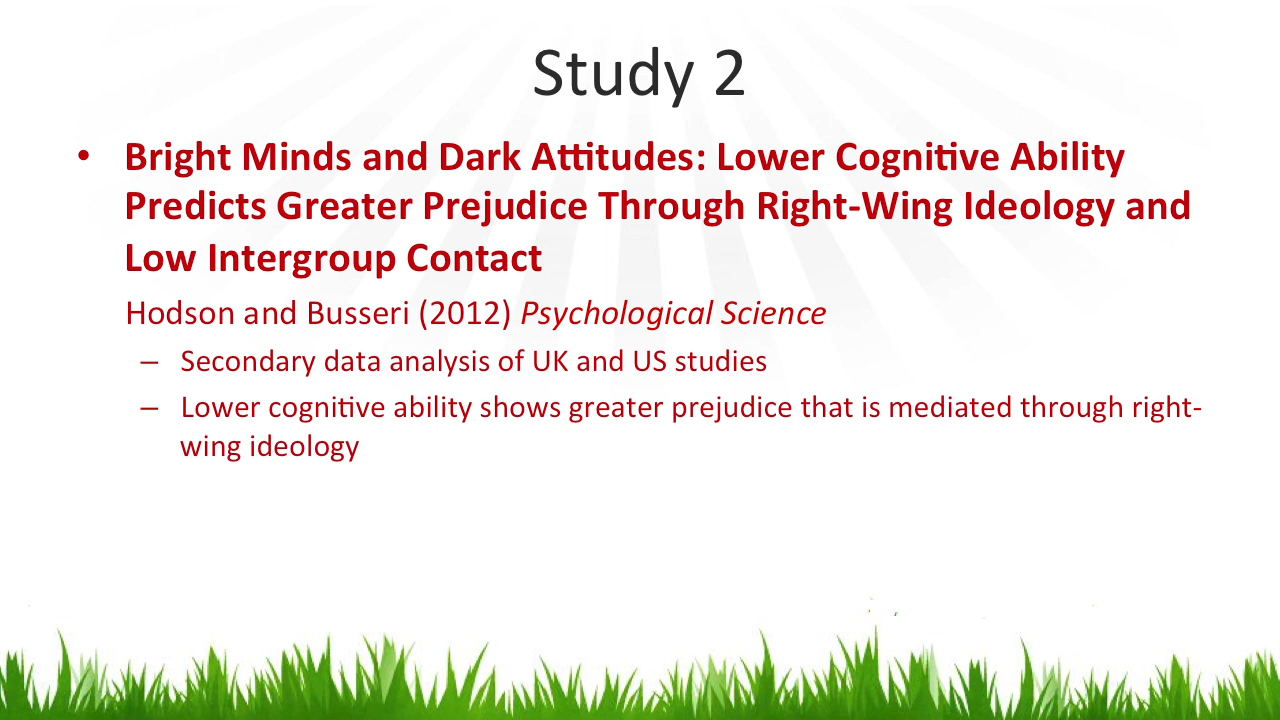 Study 2
• Bright Minds and Dark Attitudes: Lower Cognitive Ability
Predicts Greater Prejudice Through Right-Wing Ideology and
Low Intergroup Contact
Hodson and Busseri (2012) Psychological Science
– Secondary data analysis of UK and US studies
– Lower cognitive ability shows greater prejudice that is mediated through right-
wing ideology